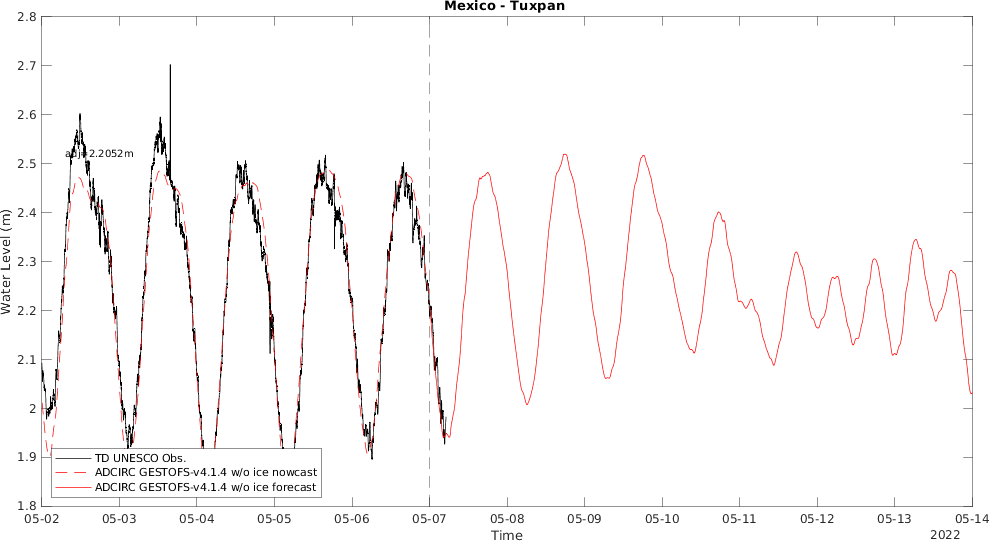 Mexico - Tuxpan
Water Level (m)
2.8
2.7
2.6
2.5
2.4
2.3
2.2
2.1
2
1.9
1.8
adj=2.2052m
TD UNESCO Obs.
ADCIRC GESTOFS-v4.1.4 w/o ice nowcast
ADCIRC GESTOFS-v4.1.4 w/o ice forecast
05-02 05-03 05-04 05-05 05-06 05-07 05-08 05-09 05-10 05-11 05-12 05-13 05-14
Time
2022